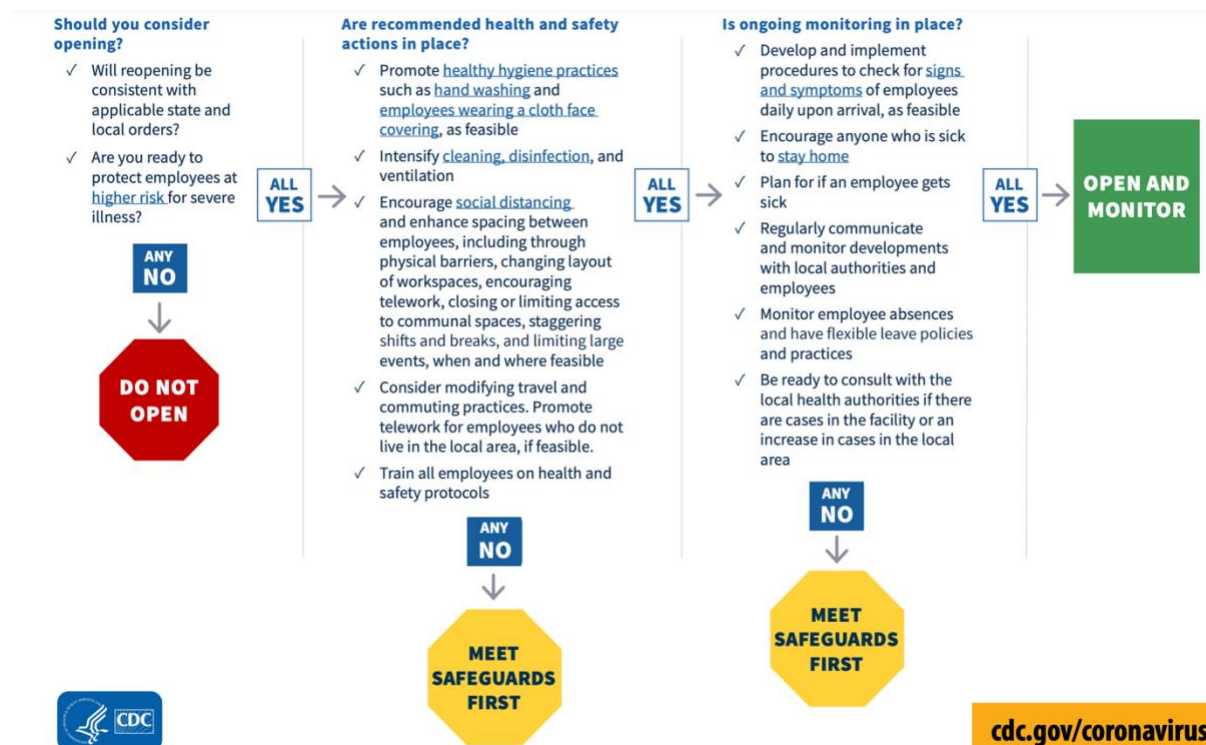 Should you consider
opening?
✓ Will reopening be
consistent with
applicable state and
local orders?
✓ Are you ready to
protect employees at
higher risk for severe
illness?
ANY
NO
DO NOT
OPEN
ALL
YES
Are recommended health and safety
actions in place?
✓ Promote healthy hygiene practices
such as hand washing and
employees wearing a cloth face
covering, as feasible
✓ Intensify cleaning, disinfection, and
ventilation
✓ Encourage social distancing
and enhance spacing between
employees, including through
physical barriers, changing layout
of workspaces, encouraging
telework, closing or limiting access
to communal spaces, staggering
shifts and breaks, and limiting large
events, when and where feasible
✓ Consider modifying travel and
commuting practices. Promote
telework for employees who do not
live in the local area, if feasible.
✓ Train all employees on health and
safety protocols
ANY
NO
MEET
SAFEGUARDS
FIRST
ALL
YES
Is ongoing monitoring in place?
✓ Develop and implement
procedures to check for signs
and symptoms of employees
daily upon arrival, as feasible
✓ Encourage anyone who is sick
to stay home
✓ Plan for if an employee gets
sick
✓ Regularly communicate
and monitor developments
with local authorities and
employees
✓ Monitor employee absences
and have flexible leave policies
and practices
✓ Be ready to consult with the
local health authorities if there
are cases in the facility or an
increase in cases in the local
area
ANY
NO
MEET
SAFEGUARDS
FIRST
ALL
YES
OPEN AND
MONITOR
CDC
cdc.gov/coronavirus